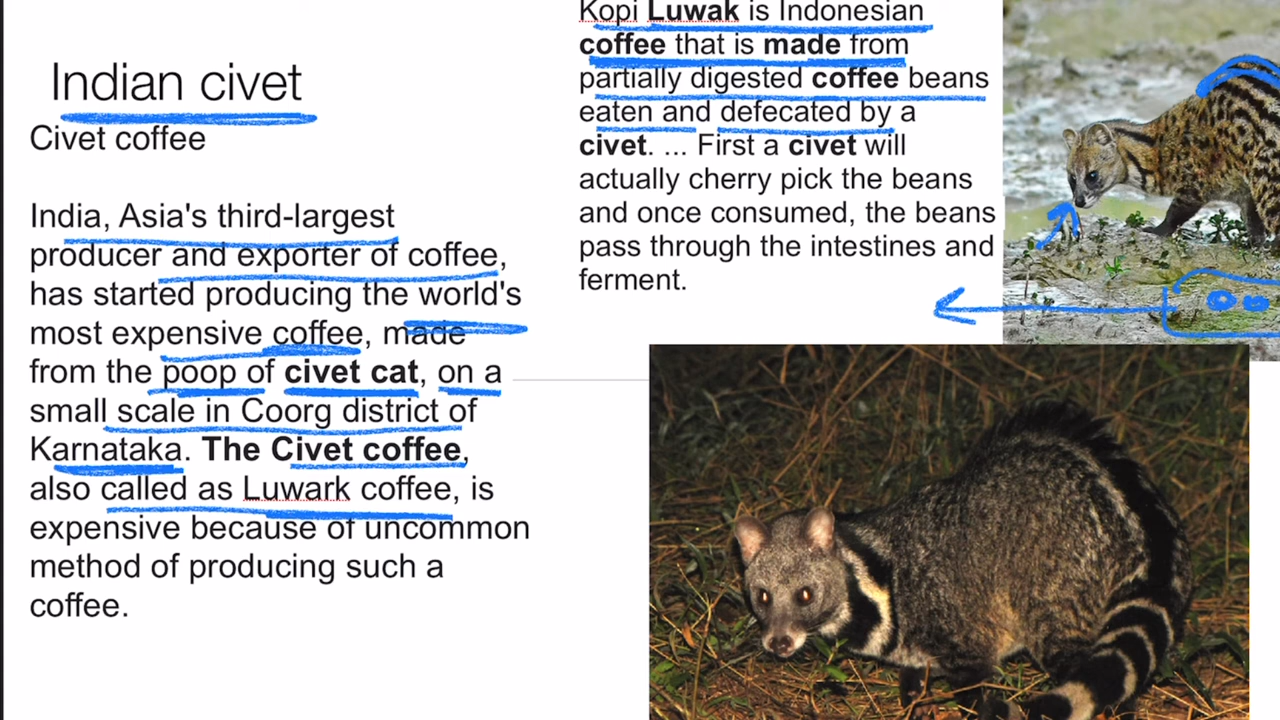 Indian civet
Civet coffee
India, Asia's third-largest
producer and exporter of coffee,
has started producing the world's
most expensive coffee, made
from the poop of civet cat, on a
small scale in Coorg district of
Karnataka. The Civet coffee,
also called as Luwark coffee, is
expensive because of uncommon
method of producing such a
coffee.
Kopi Luwak is Indonesian
coffee that is made from
partially digested coffee beans
eaten and defecated by a
civet. ... First a civet will
actually cherry pick the beans
and once consumed, the beans
pass through the intestines and
ferment.